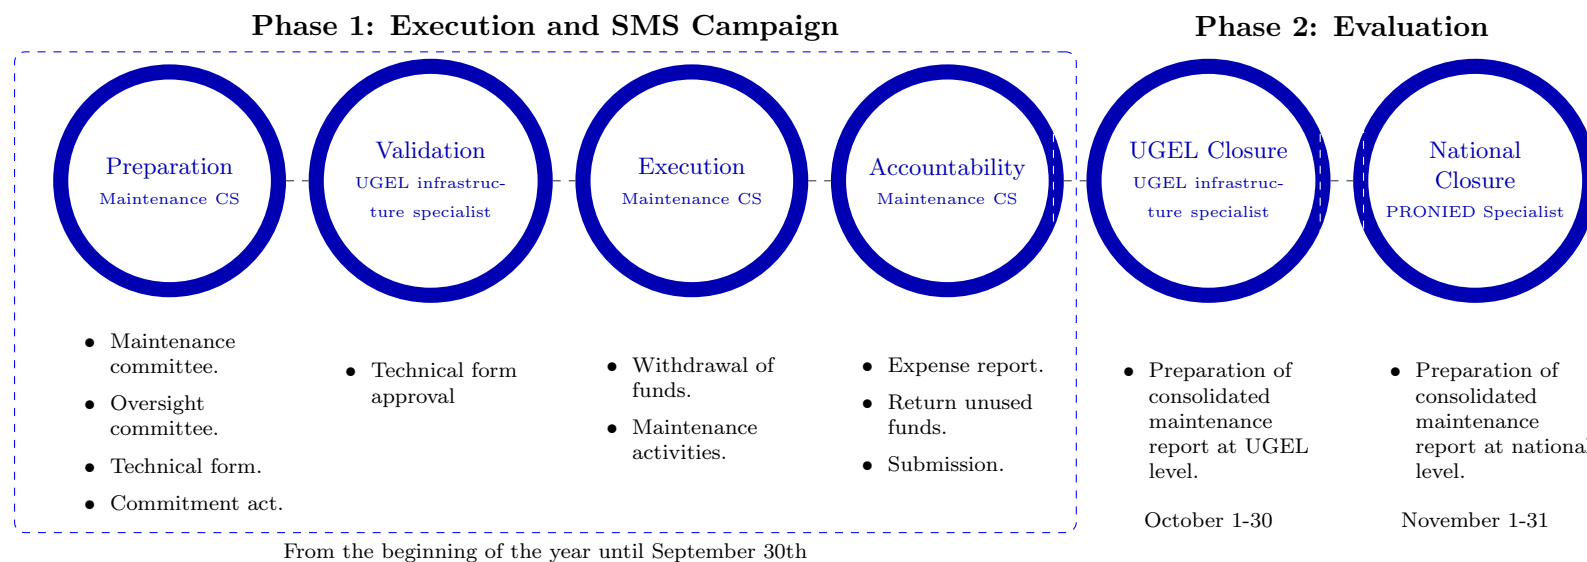 Phase 1: Execution and SMS Campaign
Phase 2: Evaluation
Preparation
Maintenance CS
Validation
UGEL infrastruc-
ture specialist
Execution
Maintenance CS
Accountability
Maintenance CS
UGEL Closure
UGEL infrastruc-
ture specialist
National
Closure
PRONIED Specialist
• Maintenance
committee.
• Oversight
committee.
• Technical form.
• Commitment act.
• Technical form
approval
• Withdrawal of
funds.
• Maintenance
activities.
• Expense report.
• Return unused
funds.
• Submission.
• Preparation of
consolidated
maintenance
report at UGEL
level.
October 1-30
• Preparation of
consolidated
maintenance
report at national
level.
November 1-31
From the beginning of the year until September 30th